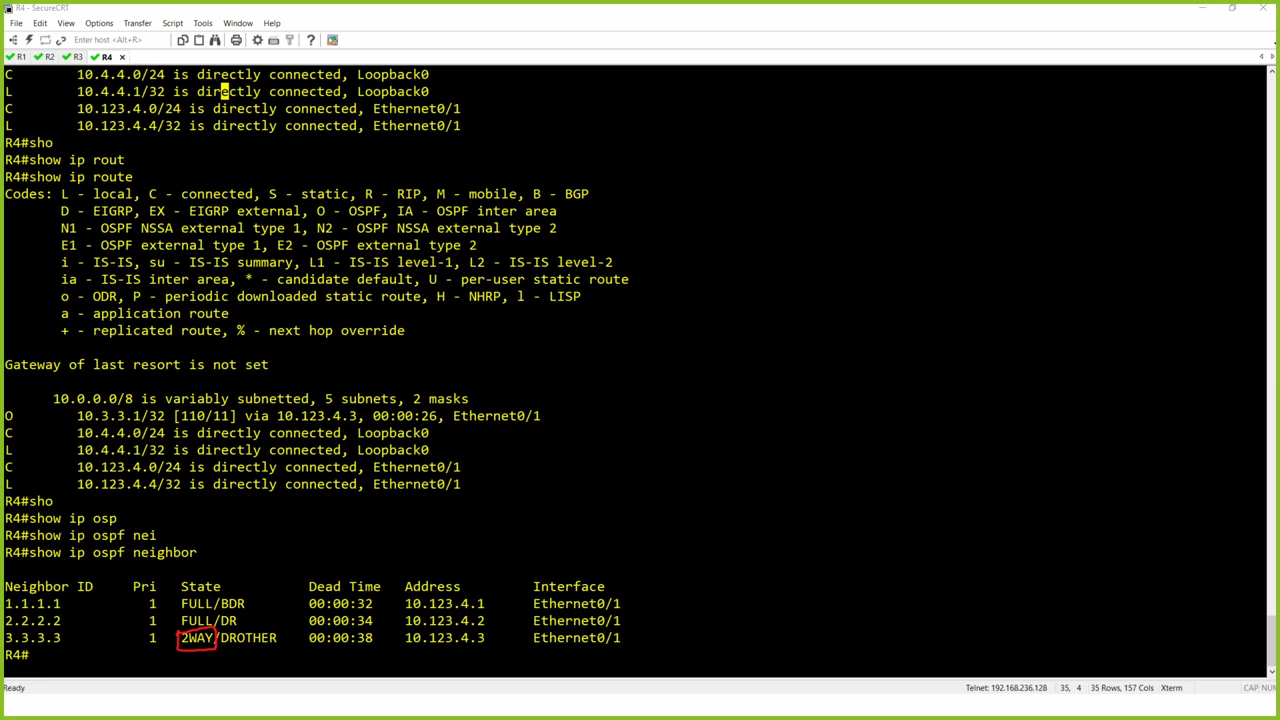 R4 - SecureCRT
File Edit View Options Transfer Script Tools Window Help
Enter host <Alt+R>
R1 R2 R3 R4
C 10.4.4.0/24 is directly connected, Loopback0
L 10.4.4.1/32 is directly connected, Loopback0
C 10.123.4.0/24 is directly connected, Ethernet0/1
L 10.123.4.4/32 is directly connected, Ethernet0/1
R4#sho
R4#show ip rout
R4#show ip route
Codes: L - local, C - connected, S - static, R - RIP, M - mobile, B - BGP
D - EIGRP, EX - EIGRP external, O - OSPF, IA - OSPF inter area
N1 - OSPF NSSA external type 1, N2 - OSPF NSSA external type 2
E1 - OSPF external type 1, E2 - OSPF external type 2
i - IS-IS, su - IS-IS summary, L1 - IS-IS level-1, L2 - IS-IS level-2
ia - IS-IS inter area, * - candidate default, U - per-user static route
o - ODR, P - periodic downloaded static route, H - NHRP, l - LISP
a - application route
+ - replicated route, % - next hop override
Gateway of last resort is not set
10.0.0.0/8 is variably subnetted, 5 subnets, 2 masks
O 10.3.3.1/32 [110/11] via 10.123.4.3, 00:00:26, Ethernet0/1
C 10.4.4.0/24 is directly connected, Loopback0
L 10.4.4.1/32 is directly connected, Loopback0
C 10.123.4.0/24 is directly connected, Ethernet0/1
L 10.123.4.4/32 is directly connected, Ethernet0/1
R4#sho
R4#show ip osp
R4#show ip ospf nei
R4#show ip ospf neighbor
Neighbor ID Pri State Dead Time Address Interface
1.1.1.1 1 FULL/BDR 00:00:32 10.123.4.1 Ethernet0/1
2.2.2.2 1 FULL/DR 00:00:34 10.123.4.2 Ethernet0/1
3.3.3.3 1 2WAY/DROTHER 00:00:38 10.123.4.3 Ethernet0/1
R4#
Ready Telnet: 192.168.236.128 35, 4 35 Rows, 157 Cols Xterm CAP NUM